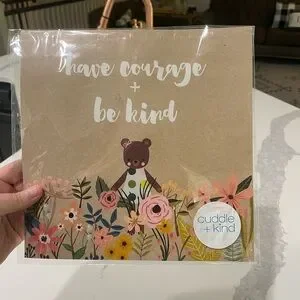 have courage
+
be kind
cuddle
+ kind